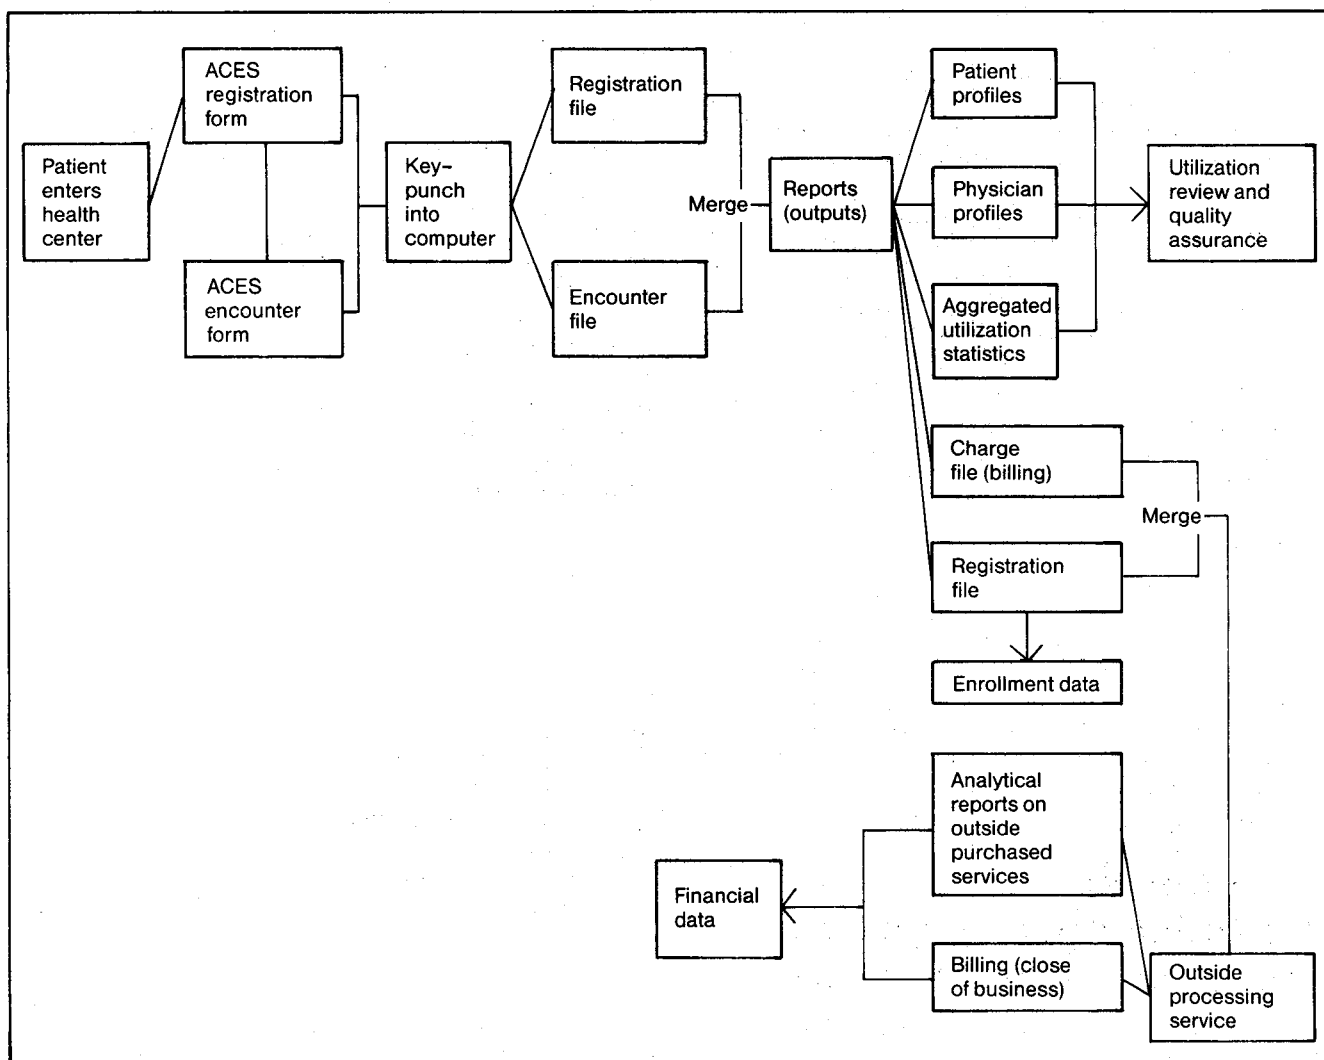 Patient
enters
health
center
ACES
registration
form
ACES
encounter
form
Key-
punch
into
computer
Registration
file
Encounter
file
Merge
Reports
(outputs)
Patient
profiles
Physician
profiles
Aggregated
utilization
statistics
Utilization
review and
quality
assurance
Charge
file (billing)
Registration
file
Merge
Enrollment data
Analytical
reports on
outside
purchased
services
Financial
data
Billing (close
of business)
Outside
processing
service